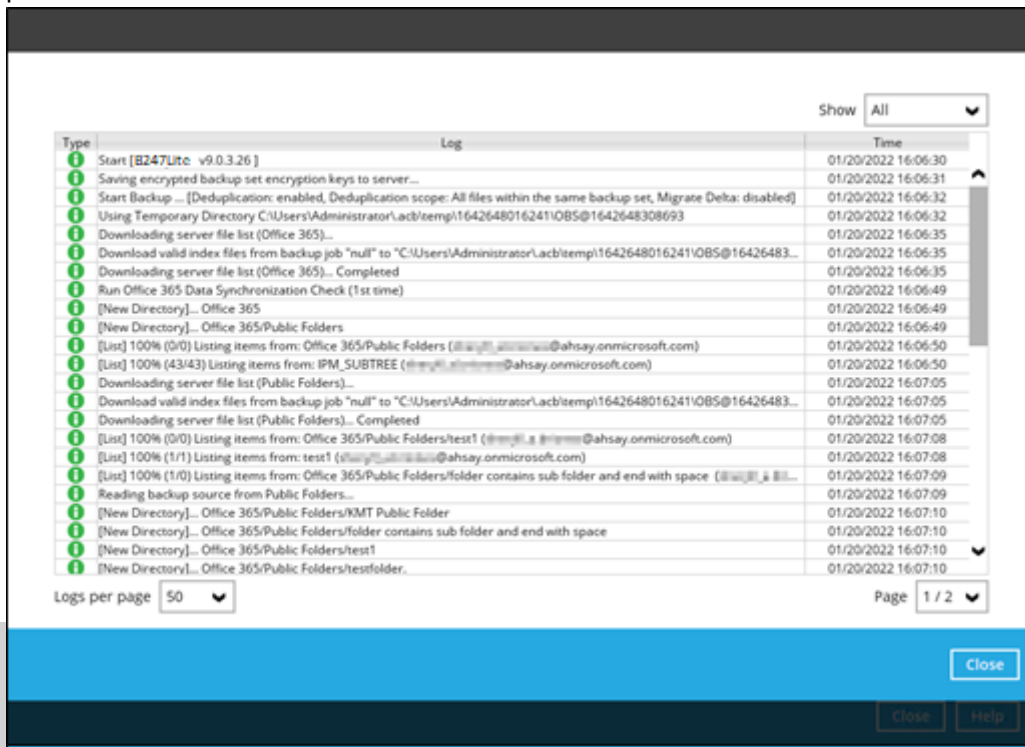 Show All
Type Log Time
Start [B247Lite v9.0.3.26 ] 01/20/2022 16:06:30
Saving encrypted backup set encryption keys to server... 01/20/2022 16:06:31
Start Backup ... [Deduplication: enabled, Deduplication scope: All files within the same backup set, Migrate Delta: disabled] 01/20/2022 16:06:32
Using Temporary Directory C:\Users\Administrator\.acb\temp\1642648016241\OBS@1642648308693 01/20/2022 16:06:32
Downloading server file list (Office 365)... 01/20/2022 16:06:35
Download valid index files from backup job "null" to "C:\Users\Administrator\.acb\temp\1642648016241\OBS@16426483... 01/20/2022 16:06:35
Downloading server file list (Office 365)... Completed 01/20/2022 16:06:35
Run Office 365 Data Synchronization Check (1st time) 01/20/2022 16:06:49
[New Directory]... Office 365 01/20/2022 16:06:49
[New Directory]... Office 365/Public Folders 01/20/2022 16:06:49
[List] 100% (0/0) Listing items from: Office 365/Public Folders ( @ahsay.onmicrosoft.com) 01/20/2022 16:06:50
[List] 100% (43/43) Listing items from: IPM_SUBTREE ( @ahsay.onmicrosoft.com) 01/20/2022 16:06:50
Downloading server file list (Public Folders)... 01/20/2022 16:07:05
Download valid index files from backup job "null" to "C:\Users\Administrator\.acb\temp\1642648016241\OBS@16426483... 01/20/2022 16:07:05
Downloading server file list (Public Folders)... Completed 01/20/2022 16:07:05
[List] 100% (0/0) Listing items from: Office 365/Public Folders/test1 ( @ahsay.onmicrosoft.com) 01/20/2022 16:07:08
[List] 100% (1/1) Listing items from: test1 ( @ahsay.onmicrosoft.com) 01/20/2022 16:07:08
[List] 100% (1/0) Listing items from: Office 365/Public Folders/folder contains sub folder and end with space ( ... 01/20/2022 16:07:09
Reading backup source from Public Folders... 01/20/2022 16:07:09
[New Directory]... Office 365/Public Folders/KMT Public Folder 01/20/2022 16:07:10
[New Directory]... Office 365/Public Folders/folder contains sub folder and end with space 01/20/2022 16:07:10
[New Directory]... Office 365/Public Folders/test1 01/20/2022 16:07:10
[New Directory]... Office 365/Public Folders/testfolder. 01/20/2022 16:07:10
Logs per page 50 Page 1 / 2
Close
Close Help